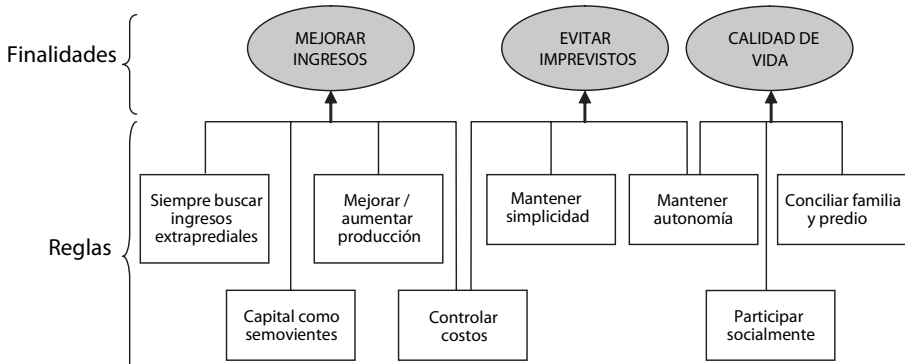 Finalidades
MEJORAR
INGRESOS
EVITAR
IMPREVISTOS
CALIDAD DE
VIDA
Reglas
Siempre buscar
ingresos
extraprediales
Mejorar /
aumentar
producción
Mantener
simplicidad
Mantener
autonomía
Conciliar familia
y predio
Capital como
semovientes
Controlar
costos
Participar
socialmente